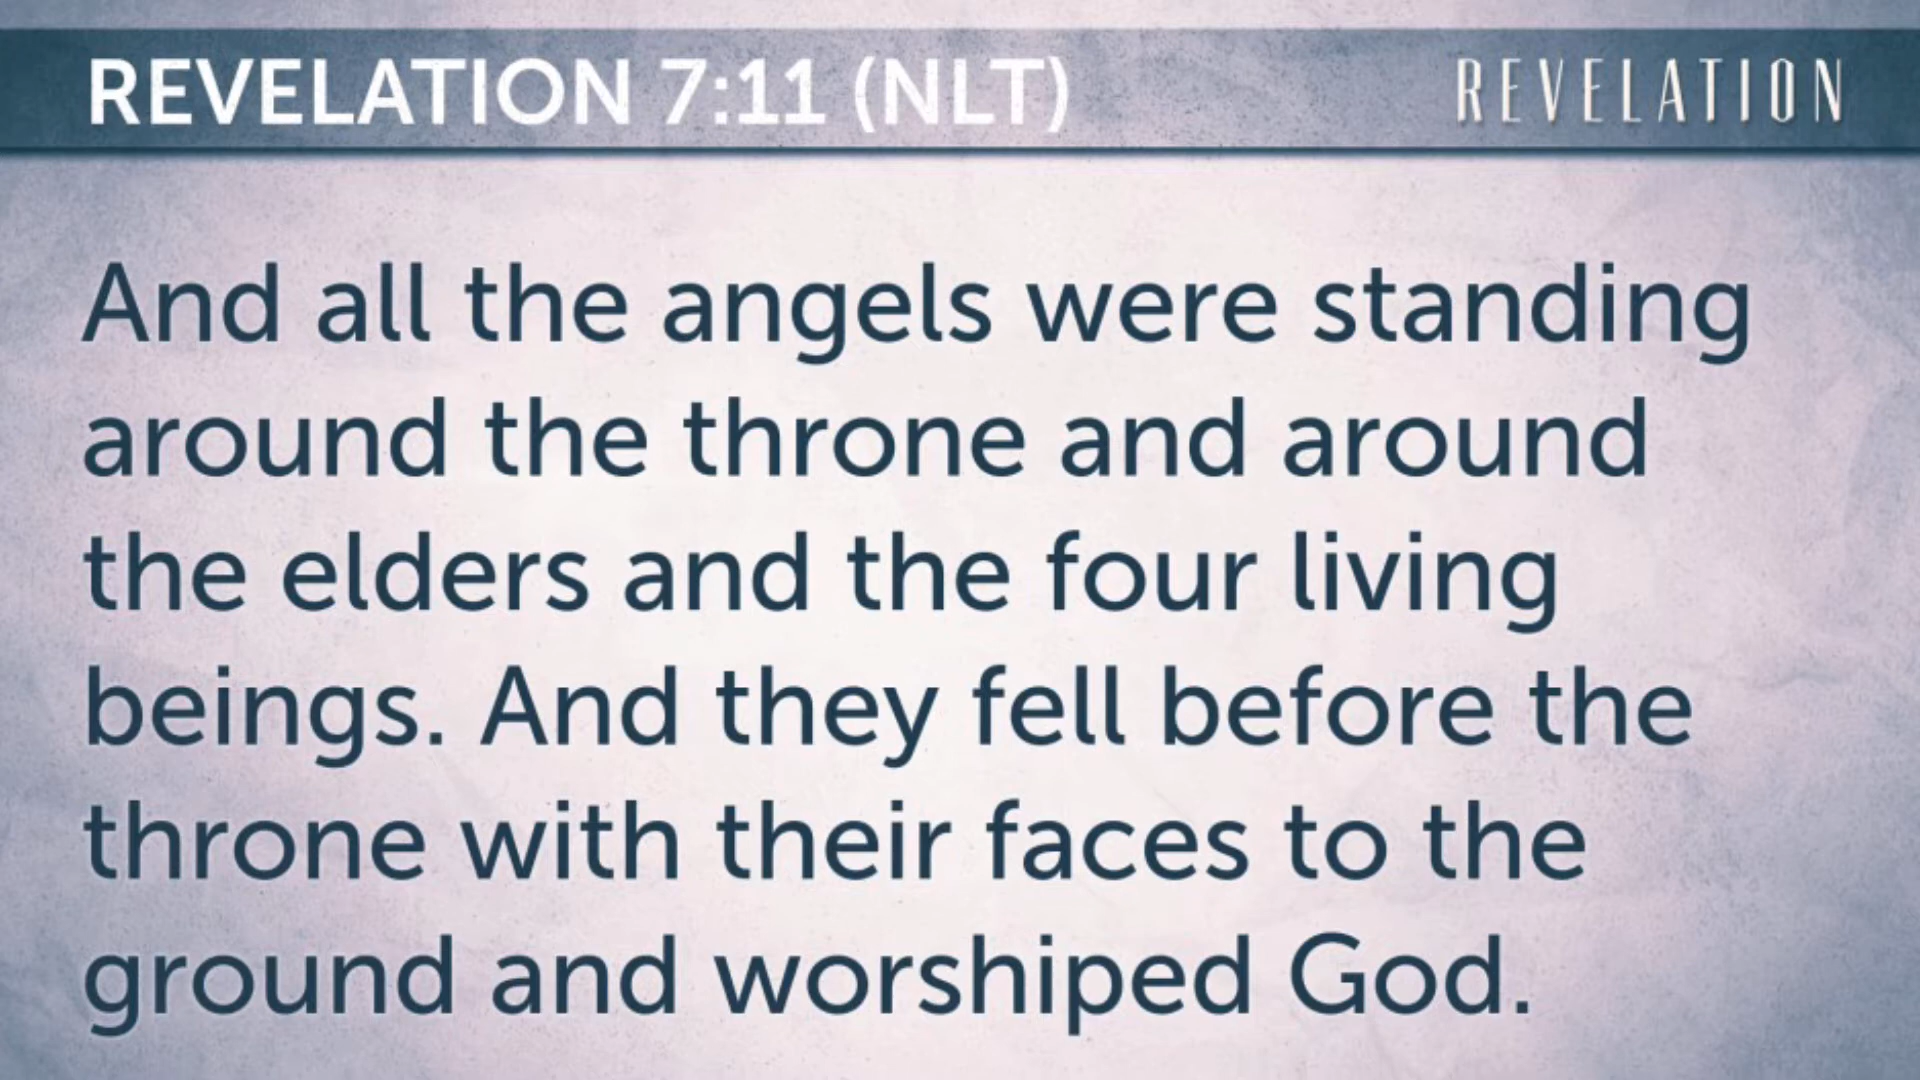 REVELATION 7:11 (NLT)
REVELATION
And all the angels were standing
around the throne and around
the elders and the four living
beings. And they fell before the
throne with their faces to the
ground and worshiped God.